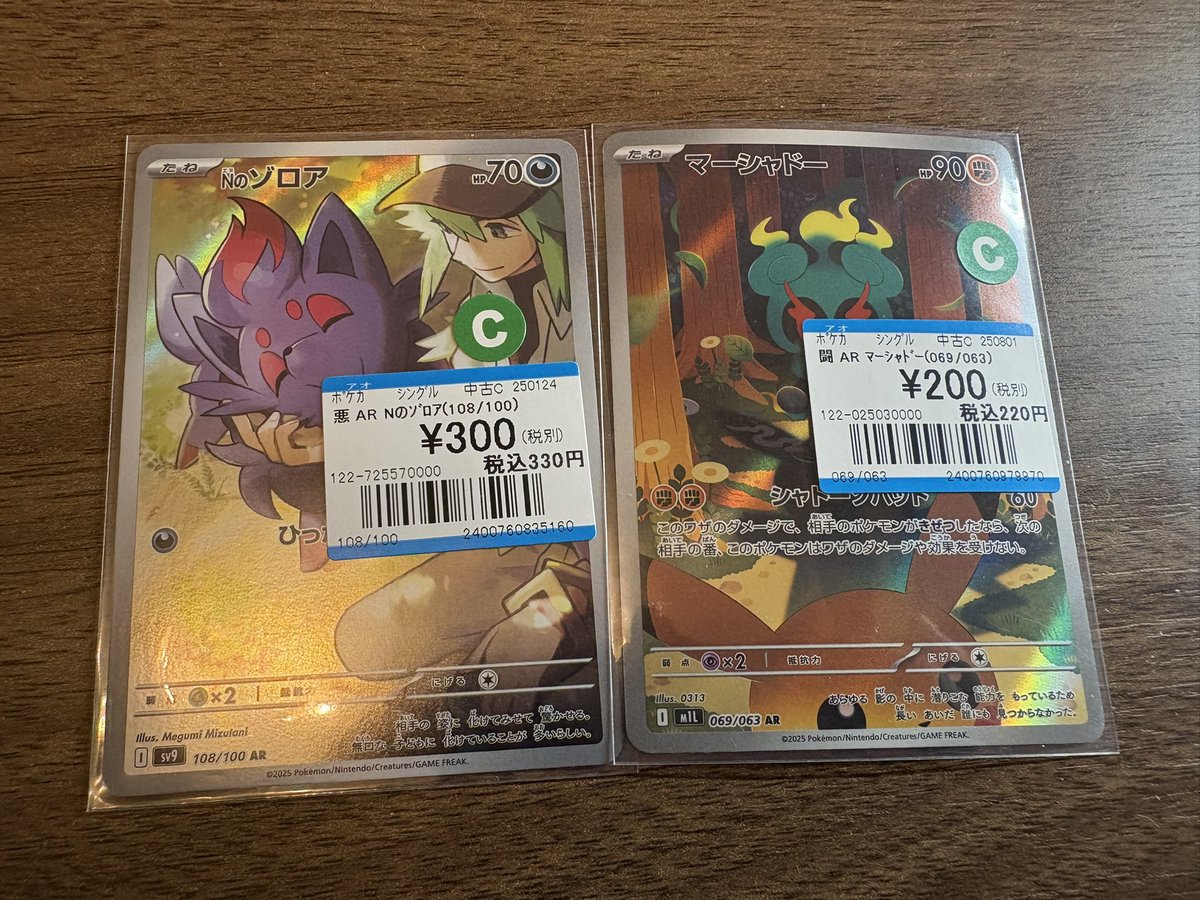 たね
Nのゾロア
HP70
C
アオ
ポケカ シングル 中古C 250124
悪 AR Nのゾロア(108/100)
¥300(税別)
税込330円
122-725570000
108/100 2400760835160
ひっ
×2
にげる
Illus. Megumi Mizutani
相手の 姿に 化けてみせて 驚かせる。
無口な 子どもに 化けていることが 多いらしい。
I sv9 108/100 AR
©2025 Pokémon/Nintendo/Creatures/GAME FREAK.
たね
マーシャドー
HP90
C
アオ
ポケカ シングル 中古C 250801
闘 AR マーシャドー(069/063)
¥200(税別)
税込220円
122-025030000
069/063 2400760979970
60
このワザのダメージで、相手のポケモンがきぜつしたなら、次の
相手の番、このポケモンはワザのダメージや効果を受けない。
弱点 ×2 抵抗力 にげる
Illus. 0313
あらゆる 影の 中に 潜りこむ 能力を もっているため
長い あいだ 誰にも 見つからなかった。
I M1L 069/063 AR
©2025 Pokémon/Nintendo/Creatures/GAME FREAK.